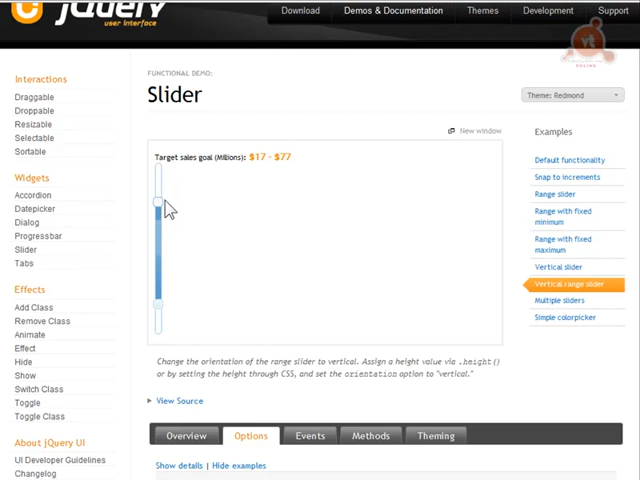 jQuery
user interface
Download
Demos & Documentation
Themes
Development
Support
Interactions
Draggable
Droppable
Resizable
Selectable
Sortable
Widgets
Accordion
Datepicker
Dialog
Progressbar
Slider
Tabs
Effects
Add Class
Remove Class
Animate
Effect
Hide
Show
Switch Class
Toggle
Toggle Class
About jQuery UI
UI Developer Guidelines
Changelog
FUNCTIONAL DEMO:
Slider
Theme: Redmond
New window
Target sales goal (Millions): $17 - $77
Change the orientation of the range slider to vertical. Assign a height value via .height()
or by setting the height through CSS, and set the orientation option to "vertical."
View Source
Overview
Options
Events
Methods
Theming
Show details | Hide examples
Examples
Default functionality
Snap to increments
Range slider
Range with fixed
minimum
Range with fixed
maximum
Vertical slider
Vertical range slider
Multiple sliders
Simple colorpicker